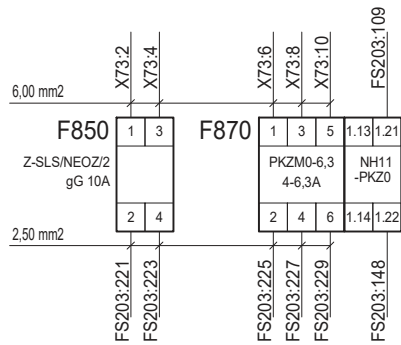 X73:2
X73:4
X73:6
X73:8
X73:10
FS203:109
6,00 mm2
F850
1
3
F870
1
3
5
1.13
1.21
Z-SLS/NEOZ/2
gG 10A
PKZM0-6,3
4-6,3A
NH11
-PKZ0
2
4
2
4
6
1.14
1.22
2,50 mm2
FS203:221
FS203:223
FS203:225
FS203:227
FS203:229
FS203:148